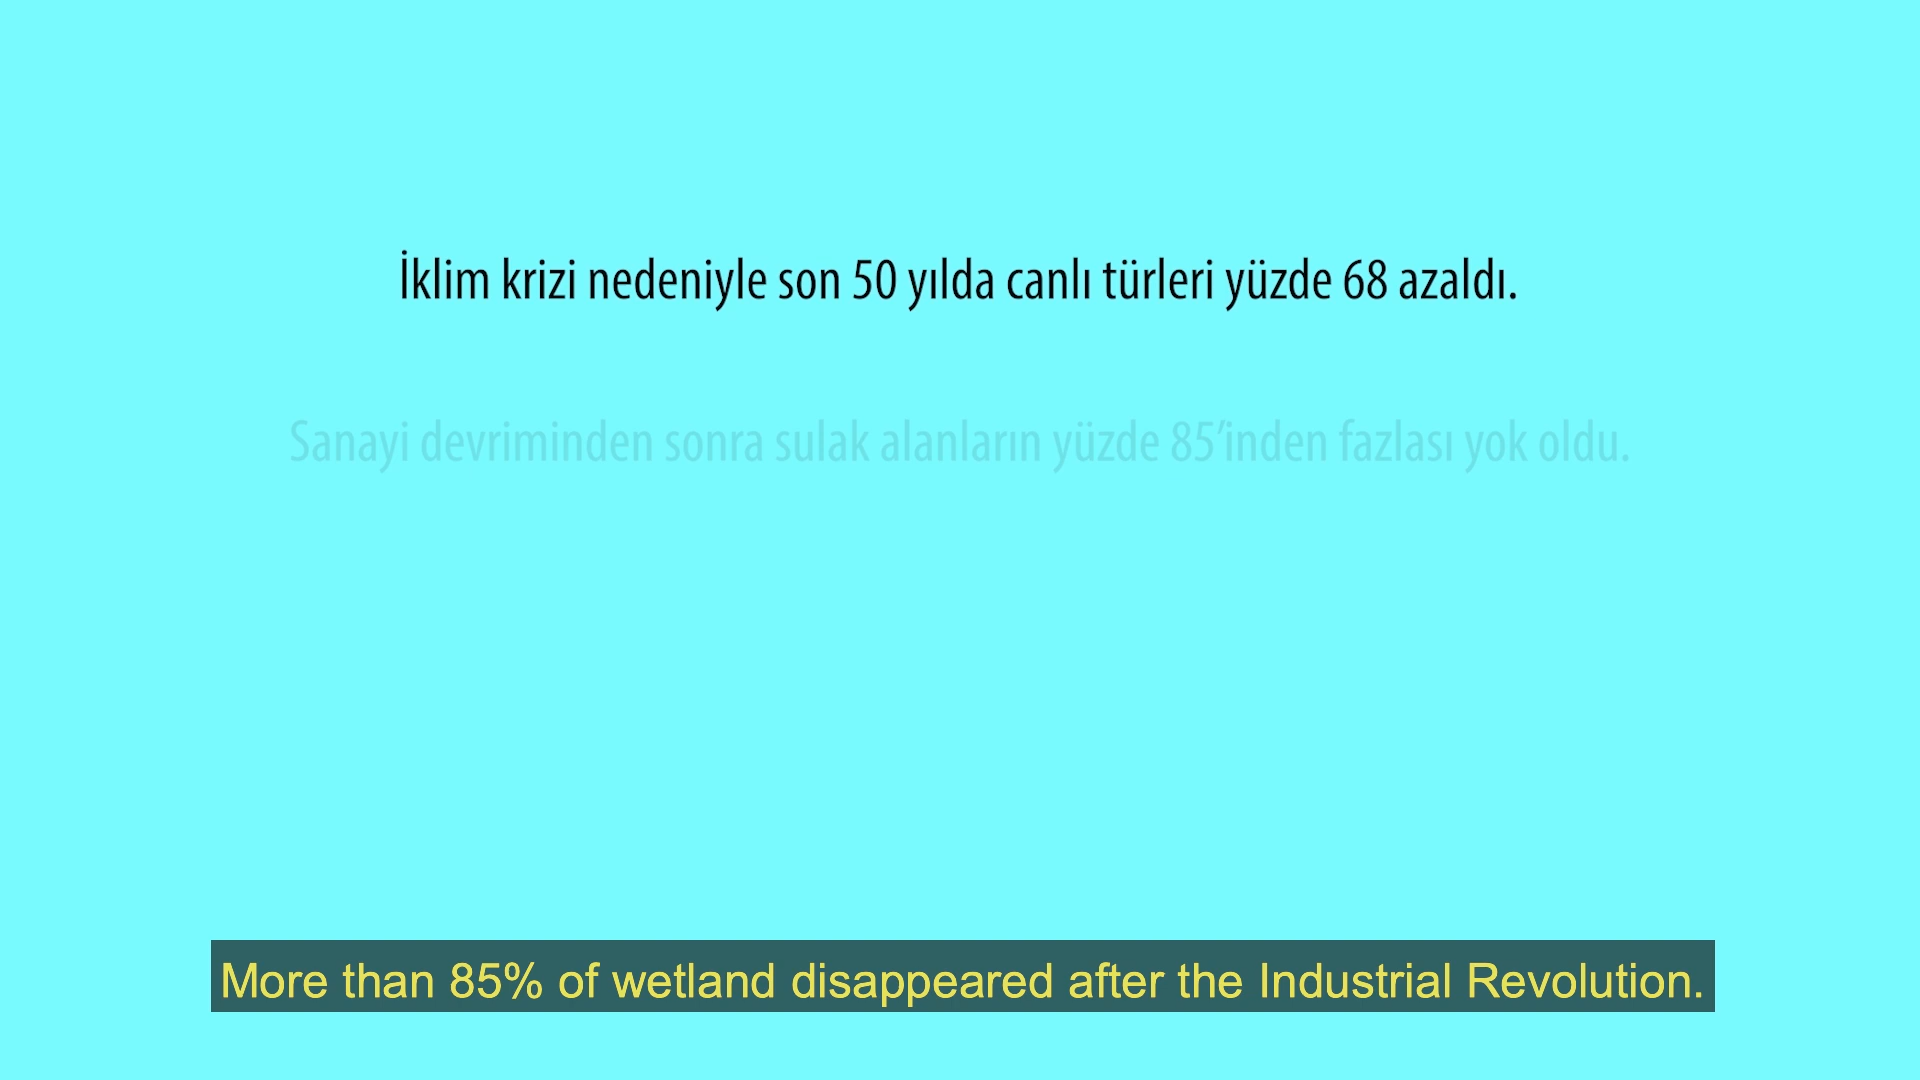 İklim krizi nedeniyle son 50 yılda canlı türleri yüzde 68 azaldı.
Sanayi devriminden sonra sulak alanların yüzde 85’inden fazlası yok oldu.
More than 85% of wetland disappeared after the Industrial Revolution.